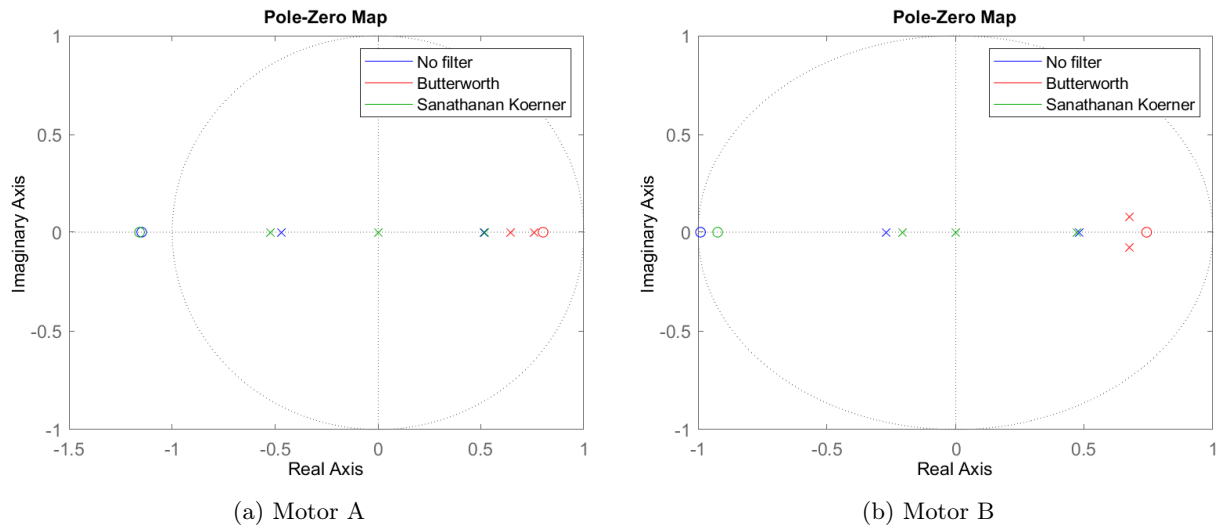 Pole-Zero Map
No filter
Butterworth
Sanathanan Koerner
1
0.5
0
-0.5
-1
Imaginary Axis
-1.5
-1
-0.5
0
0.5
1
Real Axis
(a) Motor A
Pole-Zero Map
No filter
Butterworth
Sanathanan Koerner
1
0.5
0
-0.5
-1
Imaginary Axis
-1
-0.5
0
0.5
1
Real Axis
(b) Motor B